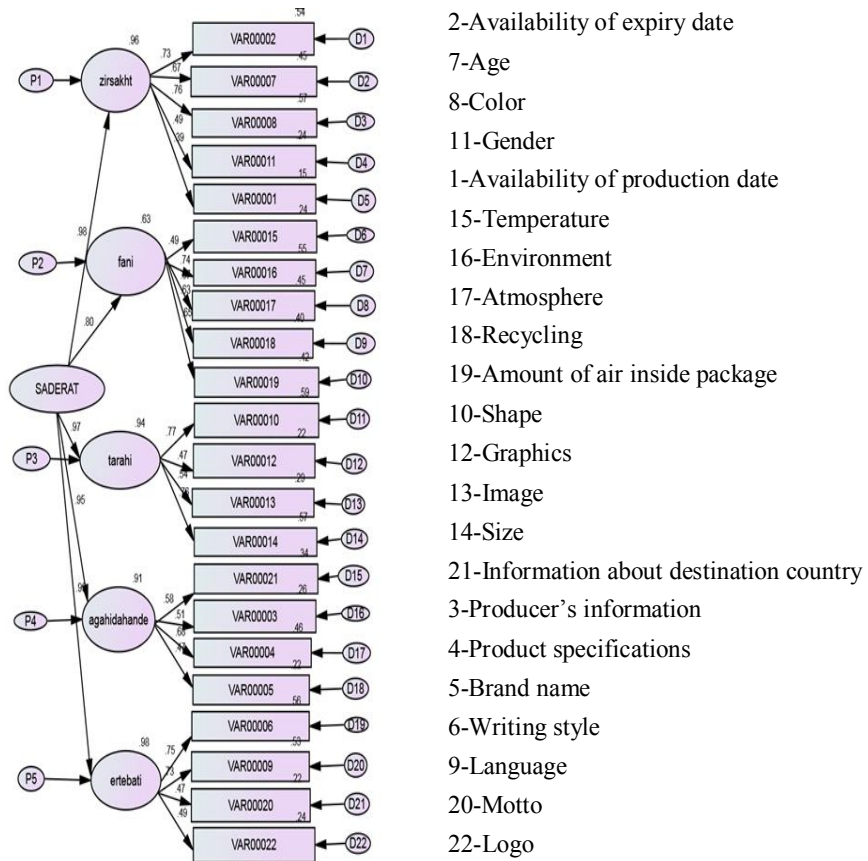 .54
.96
VAR00002
D1
2-Availability of expiry date
.73
.45
.67
P1
zirsakht
VAR00007
D2
7-Age
.76
.57
VAR00008
D3
8-Color
.49
.24
.39
VAR00011
D4
11-Gender
.15
VAR00001
D5
1-Availability of production date
.24
.63
.98
.49
VAR00015
D6
15-Temperature
.55
P2
fani
.74
VAR00016
D7
16-Environment
.45
.63
VAR00017
D8
17-Atmosphere
.40
.65
VAR00018
D9
18-Recycling
.80
.42
VAR00019
D10
19-Amount of air inside package
SADERAT
.59
.94
.77
VAR00010
D11
10-Shape
.97
.22
P3
tarahi
.47
VAR00012
D12
12-Graphics
.54
.29
VAR00013
D13
13-Image
.95
.57
VAR00014
D14
14-Size
.34
.91
.58
VAR00021
D15
21-Information about destination country
.26
P4
agahidahande
.51
VAR00003
D16
3-Producer's information
.68
.46
VAR00004
D17
4-Product specifications
.47
.22
VAR00005
D18
5-Brand name
.56
.98
.75
VAR00006
D19
6-Writing style
.53
P5
ertebati
.73
VAR00009
D20
9-Language
.22
.47
VAR00020
D21
20-Motto
.49
.24
VAR00022
D22
22-Logo